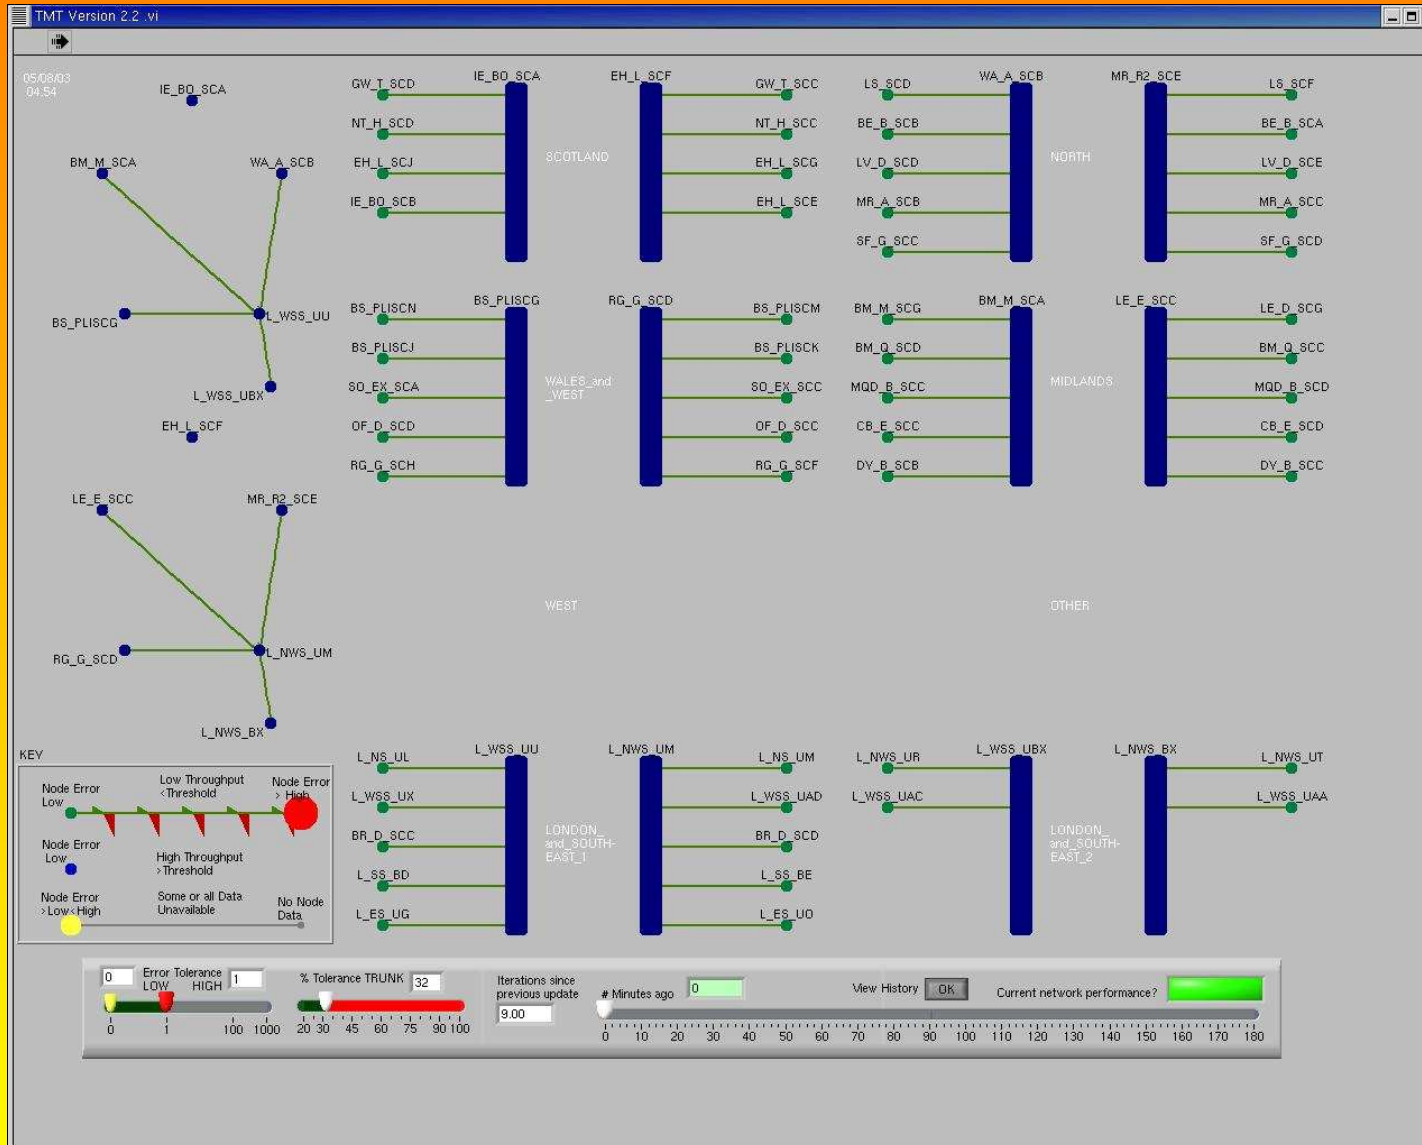 TMT Version 2.2 .vi
05/08/03
04:54
IE_BO_SCA
BM_M_SCA
WA_A_SCB
BS_PLISCG
L_WSS_UU
L_WSS_UBX
EH_L_SCF
LE_E_SCC
MR_R2_SCE
RG_G_SCD
L_NWS_UM
L_NWS_BX
GW_T_SCD
IE_BO_SCA
EH_L_SCF
GW_T_SCC
NT_H_SCD
NT_H_SCC
SCOTLAND
EH_L_SCJ
EH_L_SCG
IE_BO_SCB
EH_L_SCE
LS_SCD
WA_A_SCB
MR_R2_SCE
LS_SCF
BE_B_SCB
BE_B_SCA
NORTH
LV_D_SCD
LV_D_SCE
MR_A_SCB
MR_A_SCC
SF_G_SCC
SF_G_SCD
BS_PLISCN
BS_PLISCG
RG_G_SCD
BS_PLISCM
BS_PLISCJ
BS_PLISCK
WALES_and
_WEST
SO_EX_SCA
SO_EX_SCC
OF_D_SCD
OF_D_SCC
RG_G_SCH
RG_G_SCF
BM_M_SCG
BM_M_SCA
LE_E_SCC
LE_D_SCG
BM_Q_SCD
BM_Q_SCC
MIDLANDS
MQD_B_SCC
MQD_B_SCD
CB_E_SCC
CB_E_SCD
DY_B_SCB
DY_B_SCC
WEST
OTHER
L_NS_UL
L_WSS_UU
L_NWS_UM
L_NS_UM
L_WSS_UX
L_WSS_UAD
LONDON_
and_SOUTH-
EAST_1
BR_D_SCC
BR_D_SCD
L_SS_BD
L_SS_BE
L_ES_UG
L_ES_UO
L_NWS_UR
L_WSS_UBX
L_NWS_BX
L_NWS_UT
L_WSS_UAC
L_WSS_UAA
LONDON_
and_SOUTH-
EAST_2
KEY
Node Error
Low
Low Throughput
<Threshold
Node Error
> High
Node Error
Low
High Throughput
>Threshold
Node Error
>Low<High
Some or all Data
Unavailable
No Node
Data
0
Error Tolerance
LOW HIGH
1
0 1 100 1000
% Tolerance TRUNK
32
20 30 45 60 75 90 100
Iterations since
previous update
9.00
# Minutes ago
0
View History
OK
Current network performance?
0 10 20 30 40 50 60 70 80 90 100 110 120 130 140 150 160 170 180